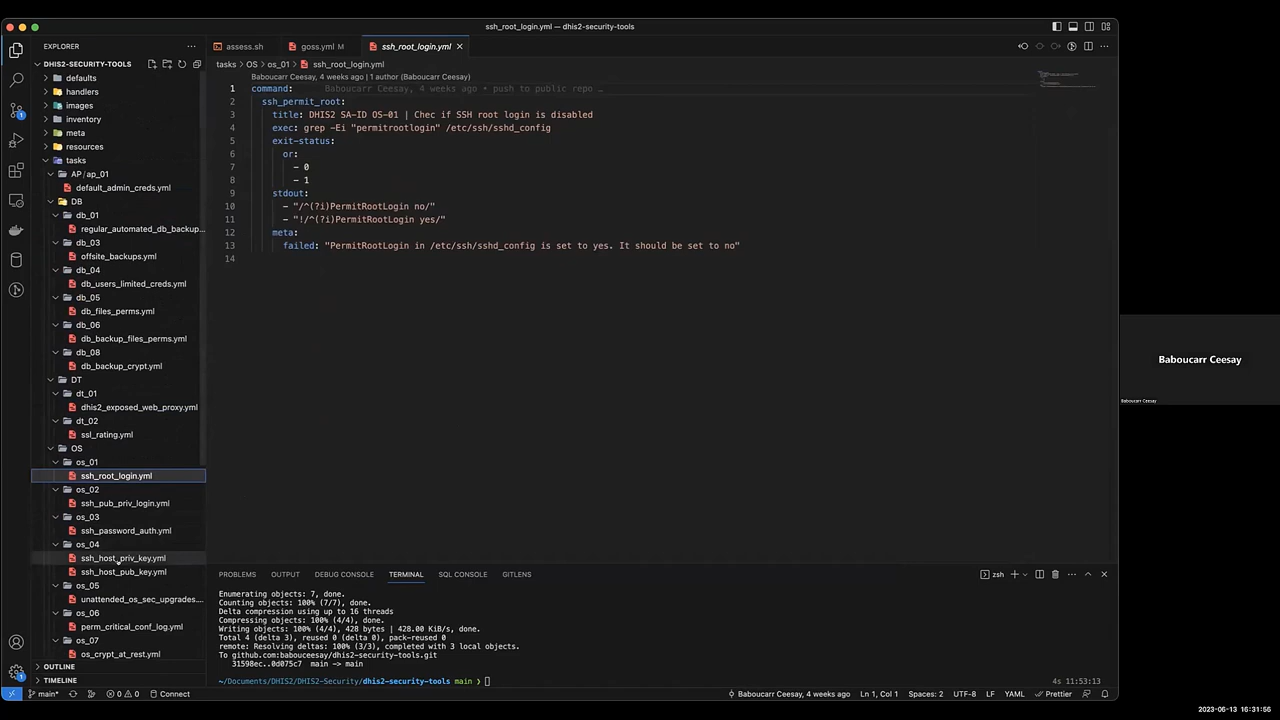 ssh_root_login.yml — dhis2-security-tools
EXPLORER
DHIS2-SECURITY-TOOLS
defaults
handlers
images
inventory
meta
resources
tasks
AP / ap_01
default_admin_creds.yml
DB
db_01
regular_automated_db_backup...
db_03
offsite_backups.yml
db_04
db_users_limited_creds.yml
db_05
db_files_perms.yml
db_06
db_backup_files_perms.yml
db_08
db_backup_crypt.yml
DT
dt_01
dhis2_exposed_web_proxy.yml
dt_02
ssl_rating.yml
OS
os_01
ssh_root_login.yml
os_02
ssh_pub_priv_login.yml
os_03
ssh_password_auth.yml
os_04
ssh_host_priv_key.yml
ssh_host_pub_key.yml
os_05
unattended_os_sec_upgrades....
os_06
perm_critical_conf_log.yml
os_07
os_crypt_at_rest.yml
OUTLINE
TIMELINE
assess.sh goss.yml M ssh_root_login.yml
tasks > OS > os_01 > ssh_root_login.yml
Baboucarr Ceesay, 4 weeks ago | 1 author (Baboucarr Ceesay)
1 command: Baboucarr Ceesay, 4 weeks ago • push to public repo …
2 ssh_permit_root:
3 title: DHIS2 SA-ID OS-01 | Chec if SSH root login is disabled
4 exec: grep -Ei "permitrootlogin" /etc/ssh/sshd_config
5 exit-status:
6 or:
7 - 0
8 - 1
9 stdout:
10 - "/^(?i)PermitRootLogin no/"
11 - "!/^(?i)PermitRootLogin yes/"
12 meta:
13 failed: "PermitRootLogin in /etc/ssh/sshd_config is set to yes. It should be set to no"
14
PROBLEMS OUTPUT DEBUG CONSOLE TERMINAL SQL CONSOLE GITLENS
zsh
Enumerating objects: 7, done.
Counting objects: 100% (7/7), done.
Delta compression using up to 16 threads
Compressing objects: 100% (4/4), done.
Writing objects: 100% (4/4), 428 bytes | 428.00 KiB/s, done.
Total 4 (delta 3), reused 0 (delta 0), pack-reused 0
remote: Resolving deltas: 100% (3/3), completed with 3 local objects.
To github.com:babouceesay/dhis2-security-tools.git
31598ec..0d075c7 main -> main
~/Documents/DHIS2/DHIS2-Security/dhis2-security-tools main ❯ 4s 11:53:13
main* 0 0 Connect Baboucarr Ceesay, 4 weeks ago Ln 1, Col 1 Spaces: 2 UTF-8 LF YAML Prettier
Baboucarr Ceesay
Baboucarr Ceesay
2023-06-13 16:31:56